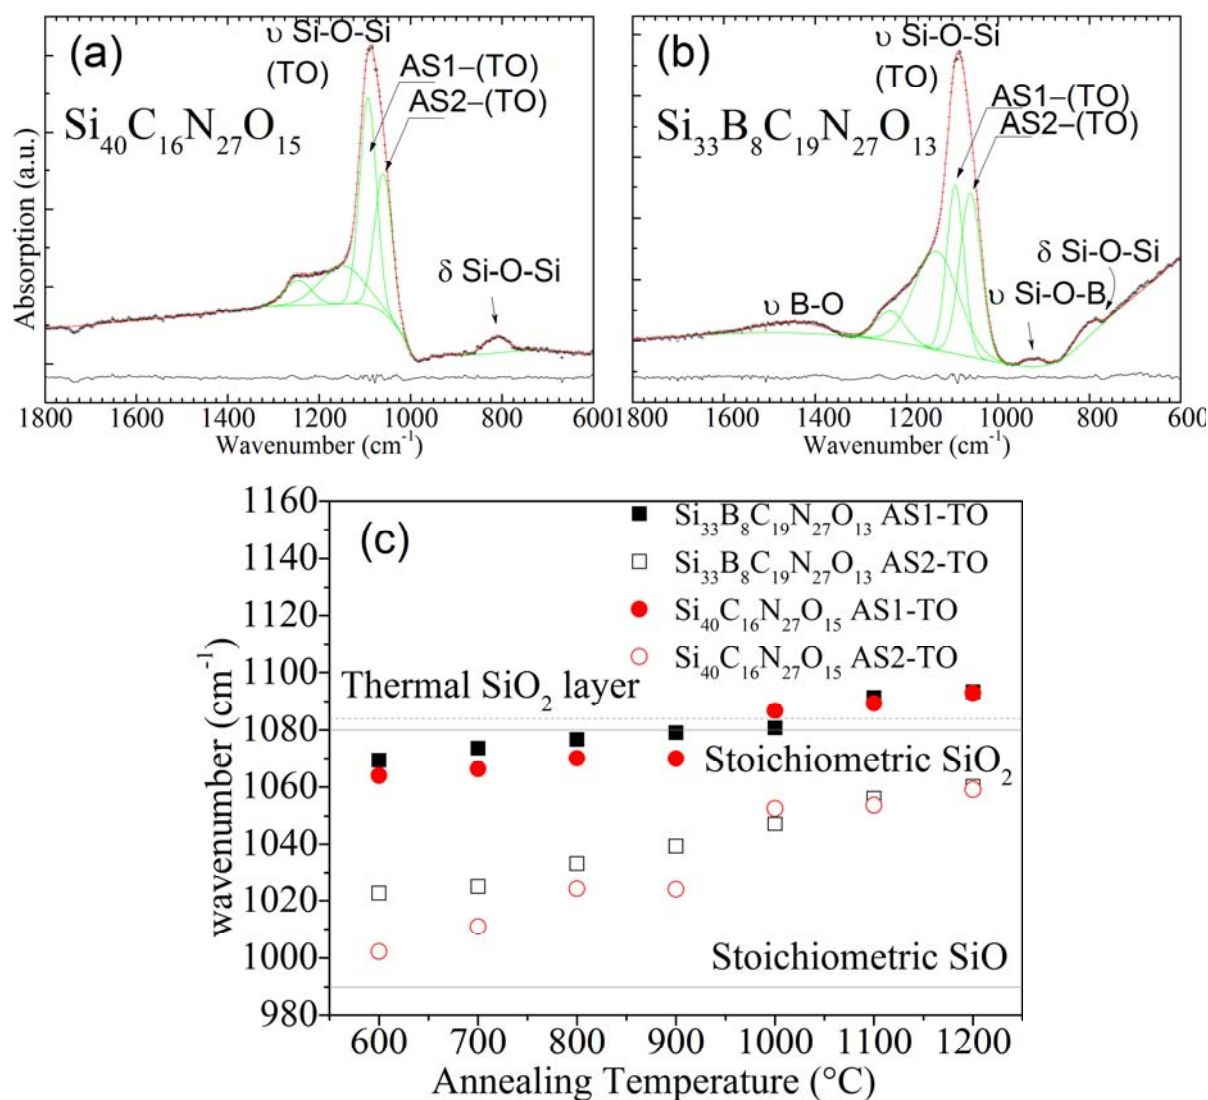 (a)
υ Si-O-Si
(TO)
AS1–(TO)
AS2–(TO)
Si40C16N27O15
δ Si-O-Si
Absorption (a.u.)
1800 1600 1400 1200 1000 800 600
Wavenumber (cm-1)
(b)
υ Si-O-Si
(TO)
AS1–(TO)
AS2–(TO)
Si33B8C19N27O13
δ Si-O-Si
υ Si-O-B
υ B-O
1800 1600 1400 1200 1000 800 600
Wavenumber (cm-1)
(c)
Si33B8C19N27O13 AS1-TO
Si33B8C19N27O13 AS2-TO
Si40C16N27O15 AS1-TO
Si40C16N27O15 AS2-TO
Thermal SiO2 layer
Stoichiometric SiO2
Stoichiometric SiO
wavenumber (cm-1)
1160
1140
1120
1100
1080
1060
1040
1020
1000
980
600 700 800 900 1000 1100 1200
Annealing Temperature (°C)